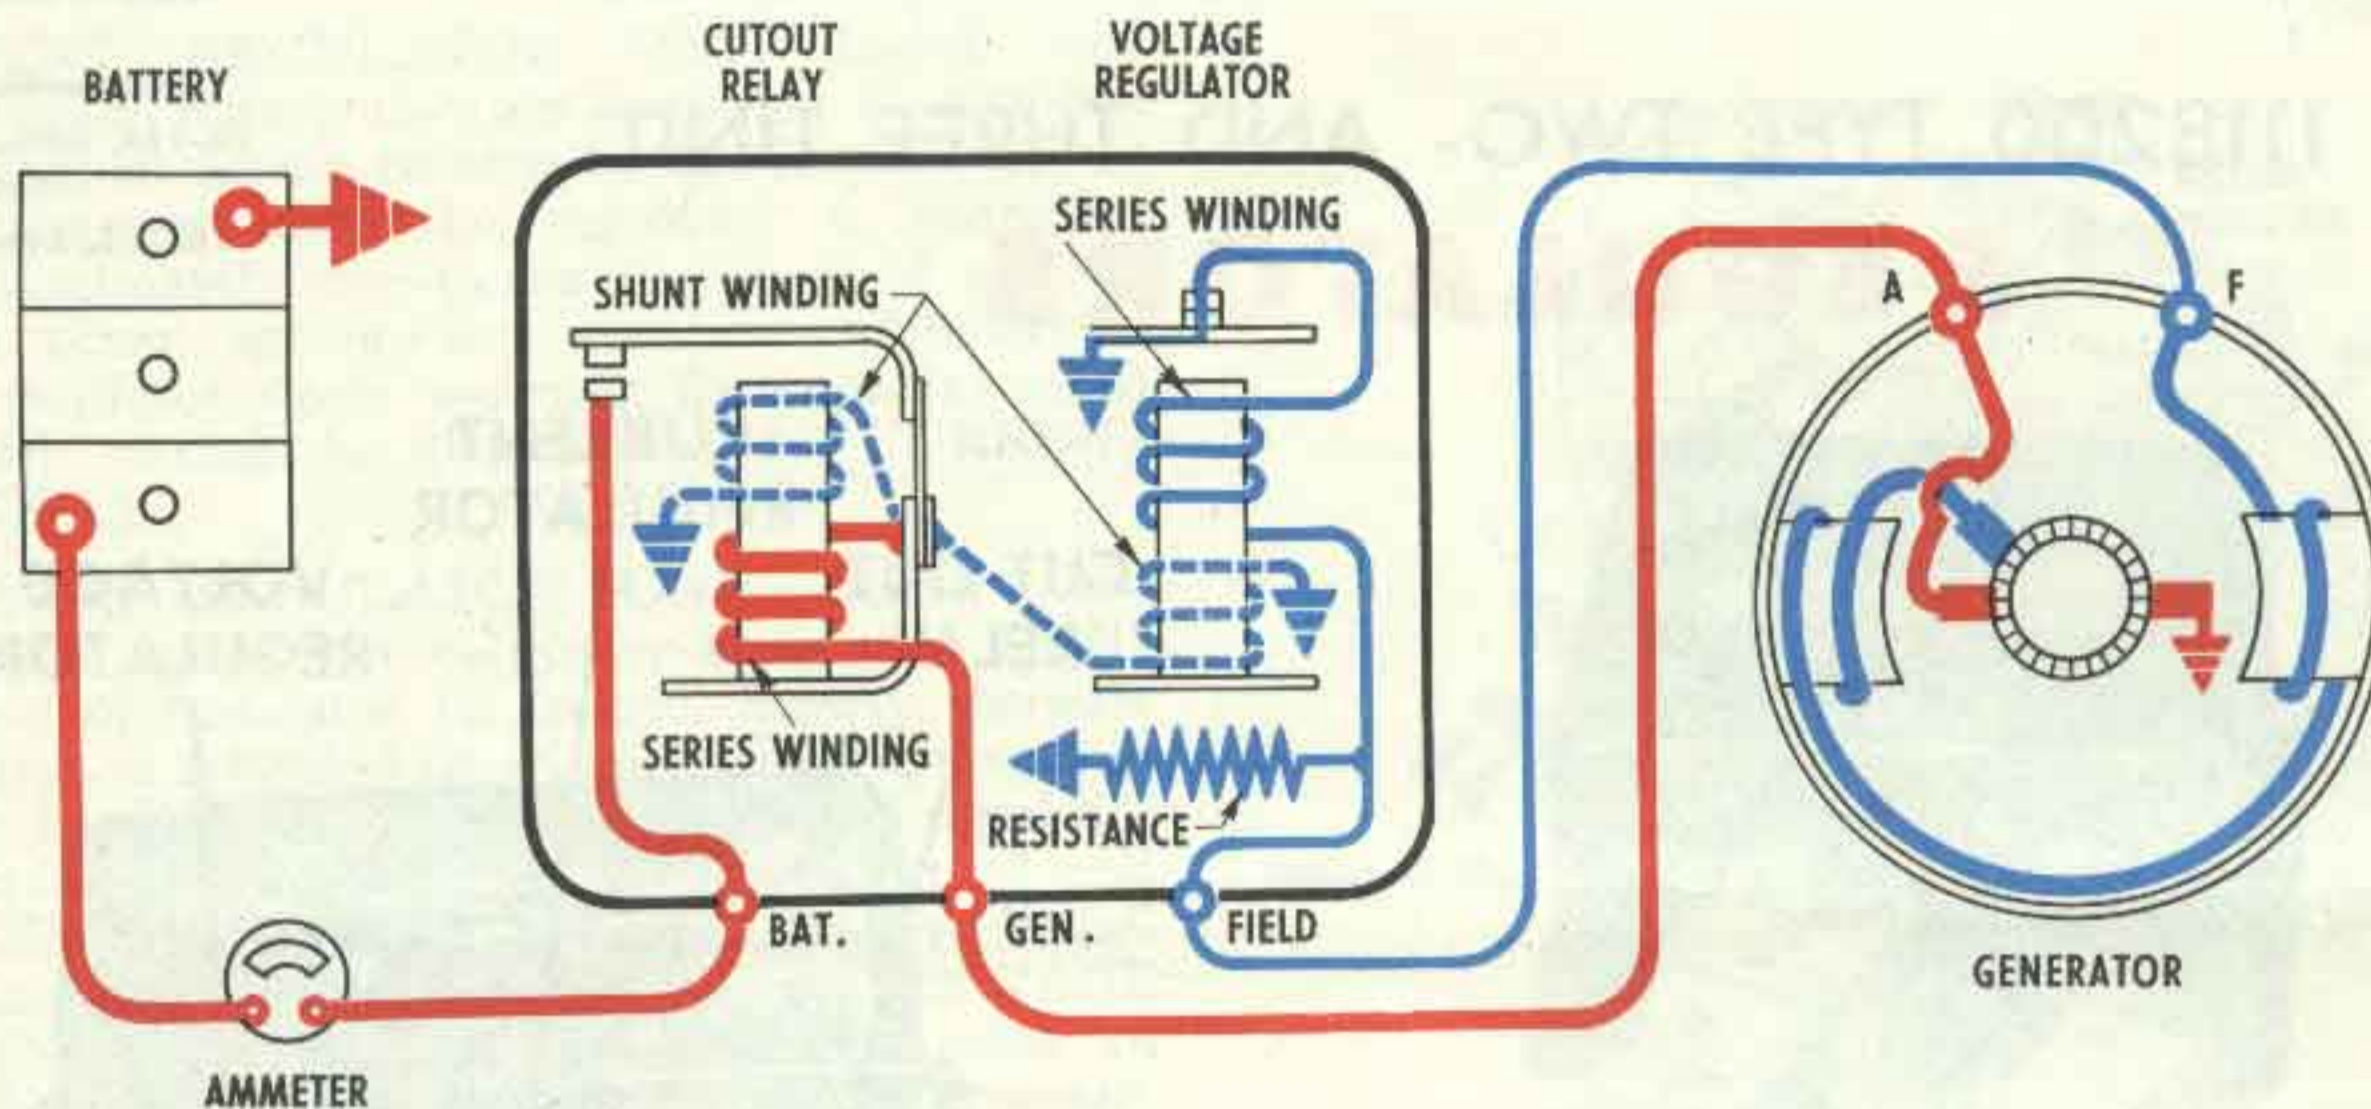 CUTOUT
RELAY
VOLTAGE
REGULATOR
BATTERY
SERIES WINDING
SHUNT WINDING
A
F
SERIES WINDING
RESISTANCE
BAT.
GEN.
FIELD
GENERATOR
AMMETER